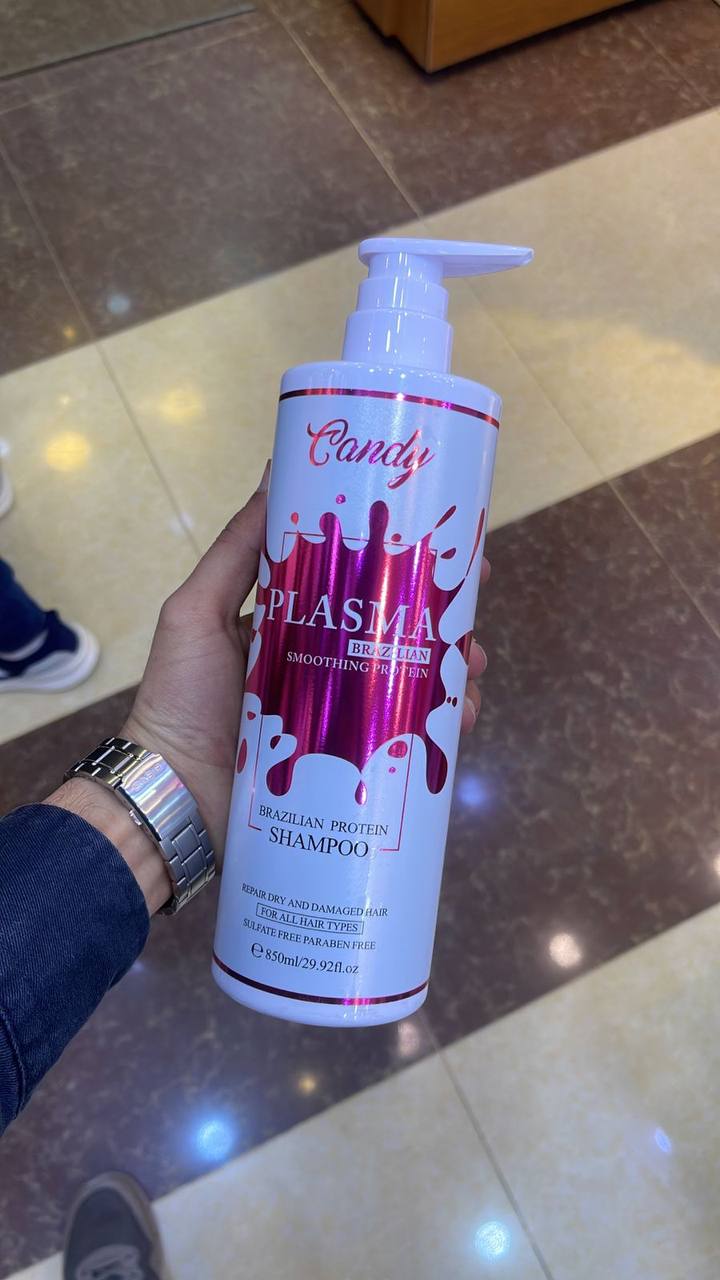 Candy
PLASMA
BRAZILIAN
SMOOTHING PROTEIN
BRAZILIAN PROTEIN
SHAMPOO
REPAIR DRY AND DAMAGED HAIR
FOR ALL HAIR TYPES
SULFATE FREE PARABEN FREE
℮ 850ml/29.92fl.oz